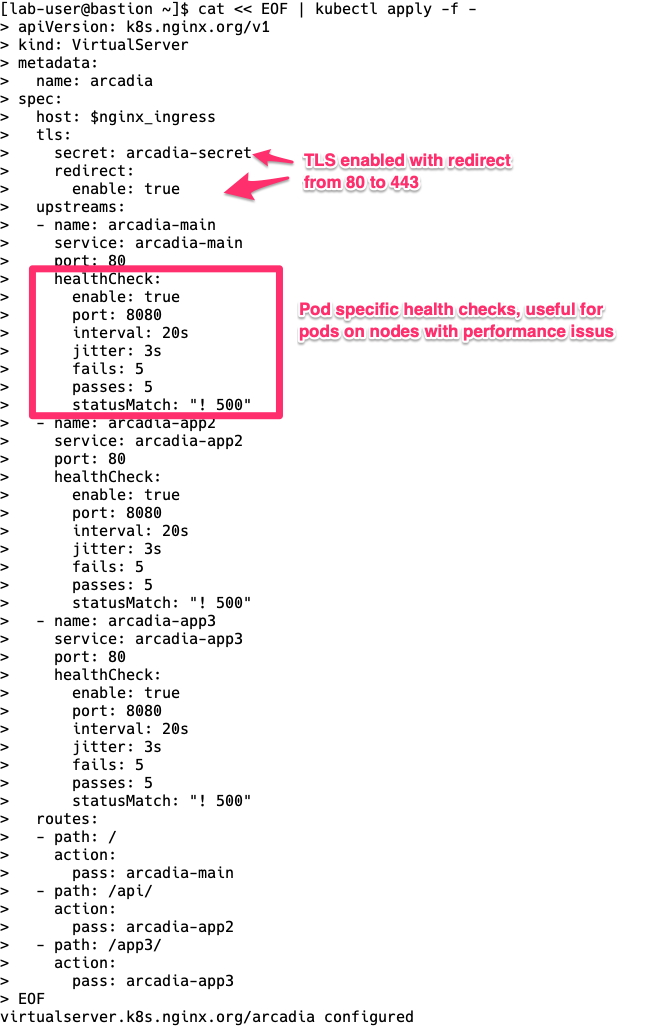 [lab-user@bastion ~]$ cat << EOF | kubectl apply -f -
> apiVersion: k8s.nginx.org/v1
> kind: VirtualServer
> metadata:
>   name: arcadia
> spec:
>   host: $nginx_ingress
>   tls:
>     secret: arcadia-secret
TLS enabled with redirect
from 80 to 443
>     redirect:
>       enable: true
>   upstreams:
>   - name: arcadia-main
>     service: arcadia-main
>     port: 80
>     healthCheck:
>       enable: true
>       port: 8080
>       interval: 20s
>       jitter: 3s
>       fails: 5
>       passes: 5
>       statusMatch: "! 500"
Pod specific health checks, useful for
pods on nodes with performance issus
>   - name: arcadia-app2
>     service: arcadia-app2
>     port: 80
>     healthCheck:
>       enable: true
>       port: 8080
>       interval: 20s
>       jitter: 3s
>       fails: 5
>       passes: 5
>       statusMatch: "! 500"
>   - name: arcadia-app3
>     service: arcadia-app3
>     port: 80
>     healthCheck:
>       enable: true
>       port: 8080
>       interval: 20s
>       jitter: 3s
>       fails: 5
>       passes: 5
>       statusMatch: "! 500"
>   routes:
>   - path: /
>     action:
>       pass: arcadia-main
>   - path: /api/
>     action:
>       pass: arcadia-app2
>   - path: /app3/
>     action:
>       pass: arcadia-app3
> EOF
virtualserver.k8s.nginx.org/arcadia configured